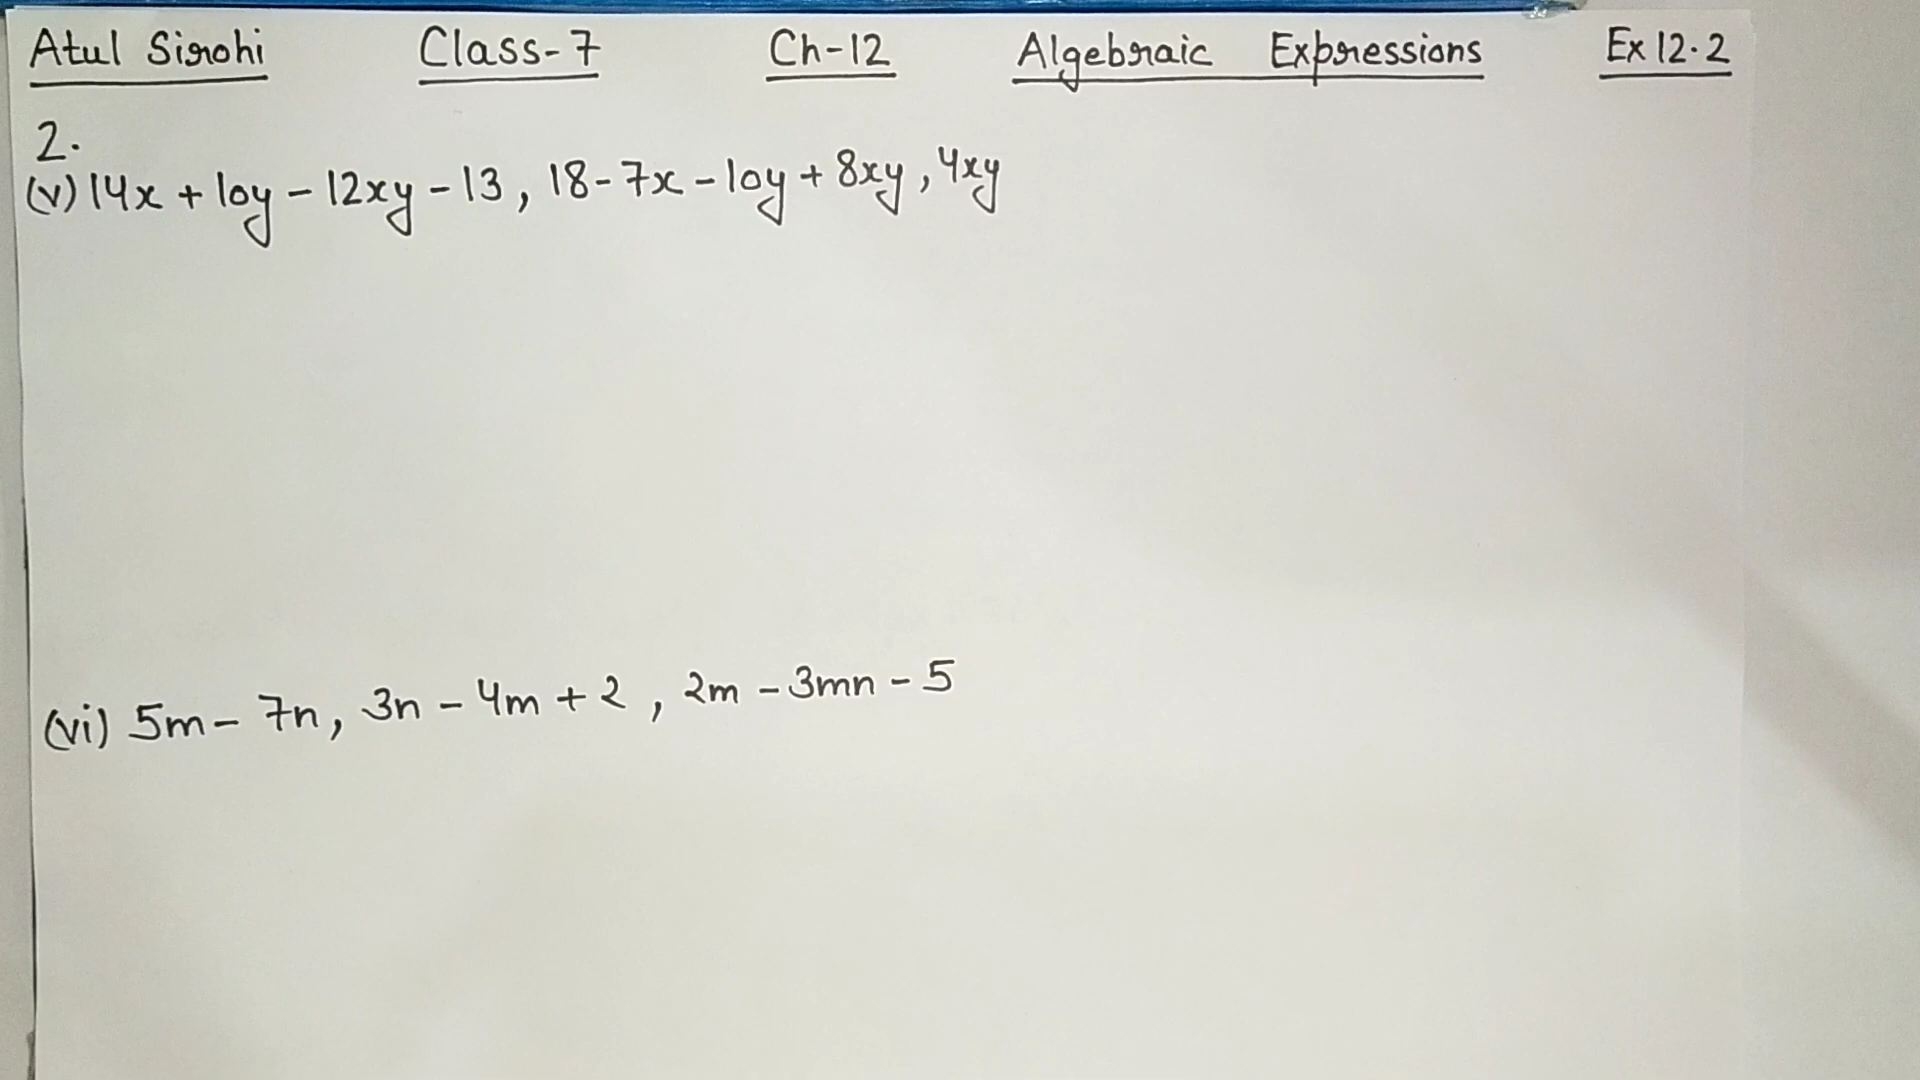 Atul Sirohi Class-7 Ch-12 Algebraic Expressions Ex 12.2
2.
(v) 14x + 10y - 12xy - 13, 18 - 7x - 10y + 8xy, 4xy
(vi) 5m - 7n, 3n - 4m + 2, 2m - 3mn - 5